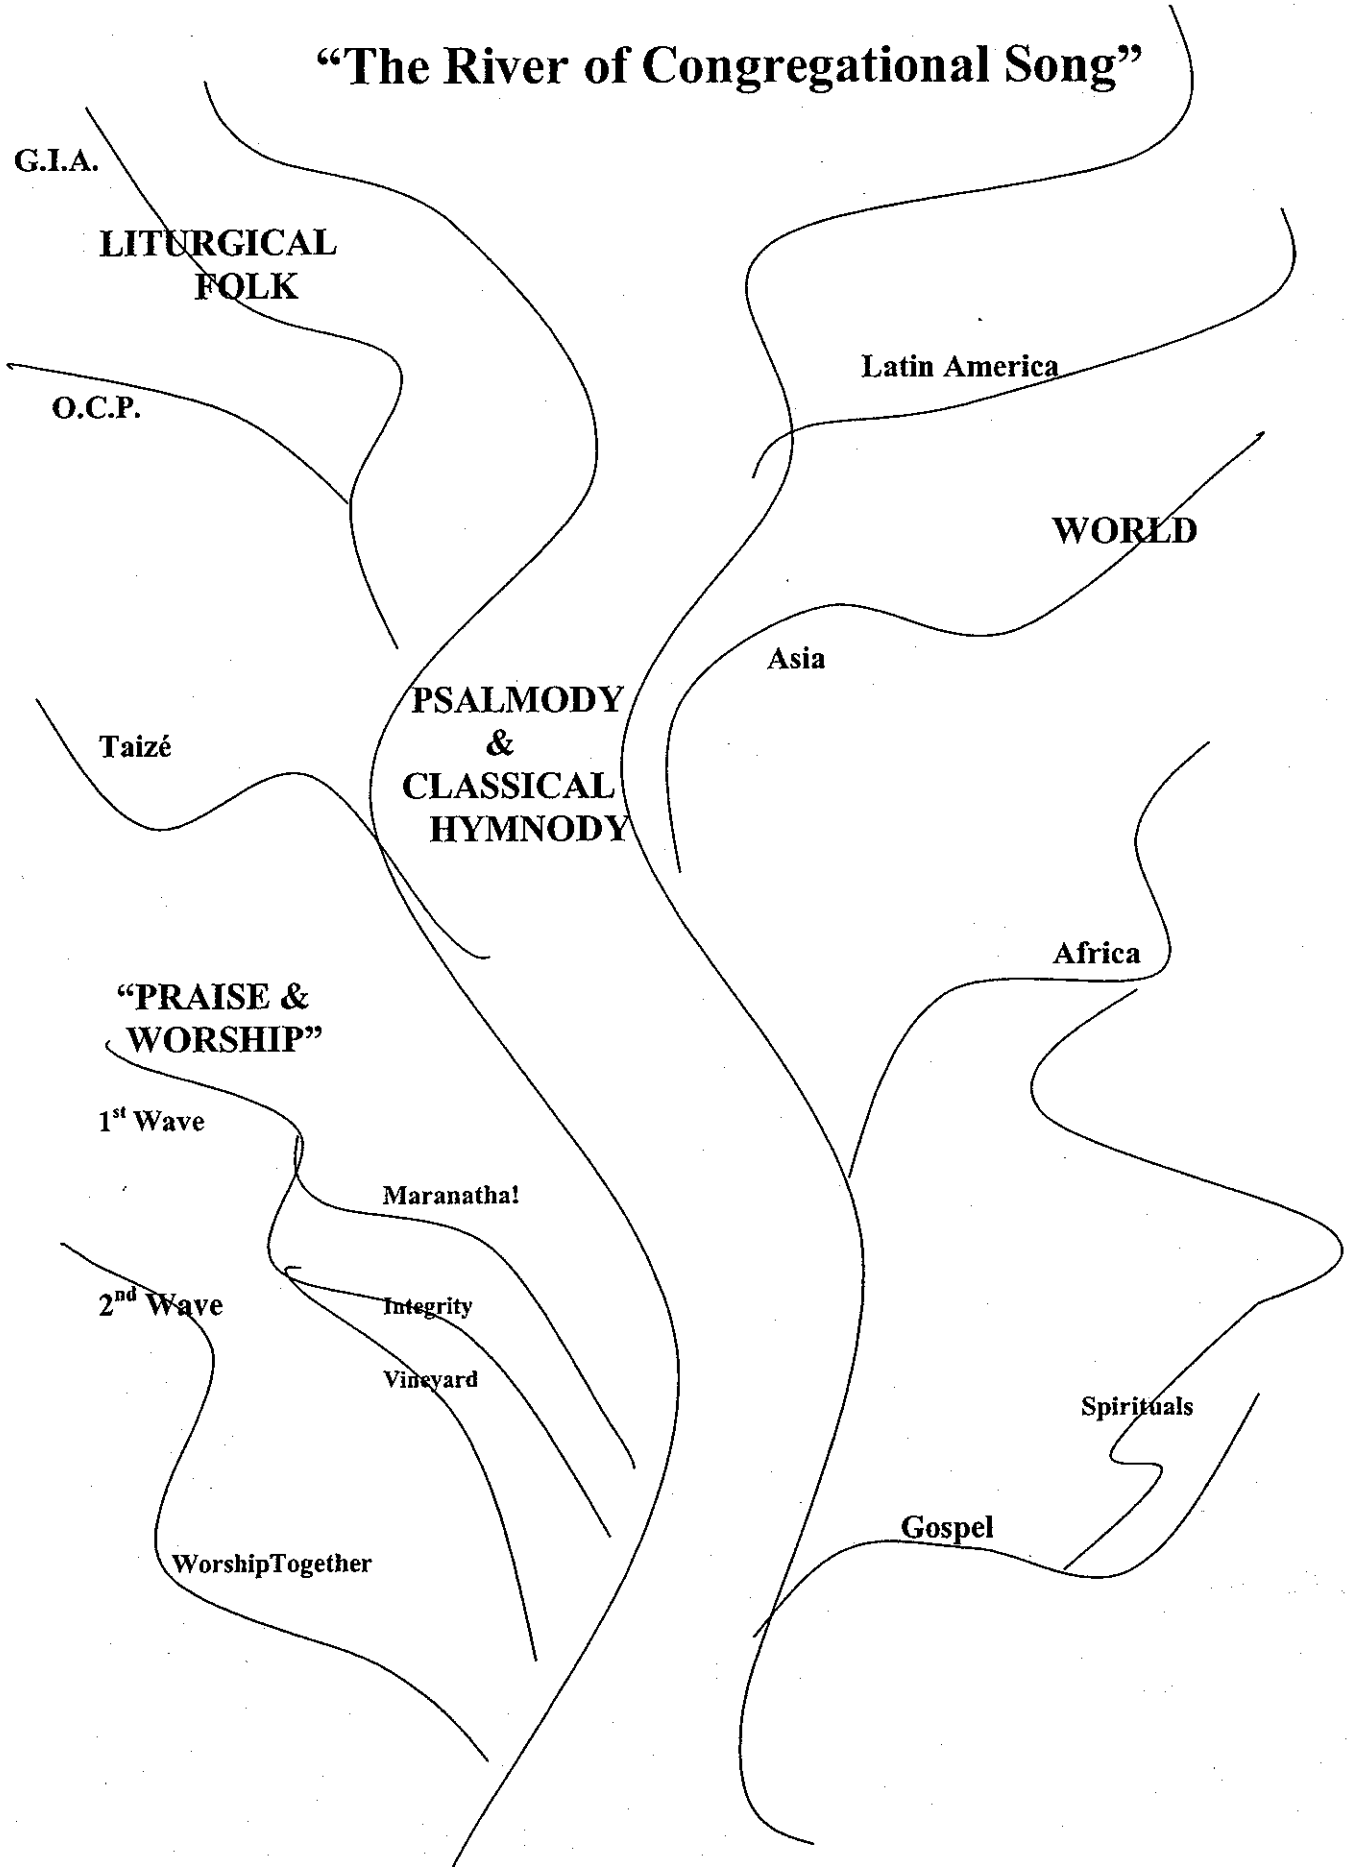 “The River of Congregational Song”
G.I.A.
LITURGICAL
FOLK
O.C.P.
Latin America
WORLD
Asia
PSALMODY
&
CLASSICAL
HYMNODY
Taizé
Africa
“PRAISE &
WORSHIP”
1st Wave
Maranatha!
2nd Wave
Integrity
Vineyard
Spirituals
Gospel
WorshipTogether